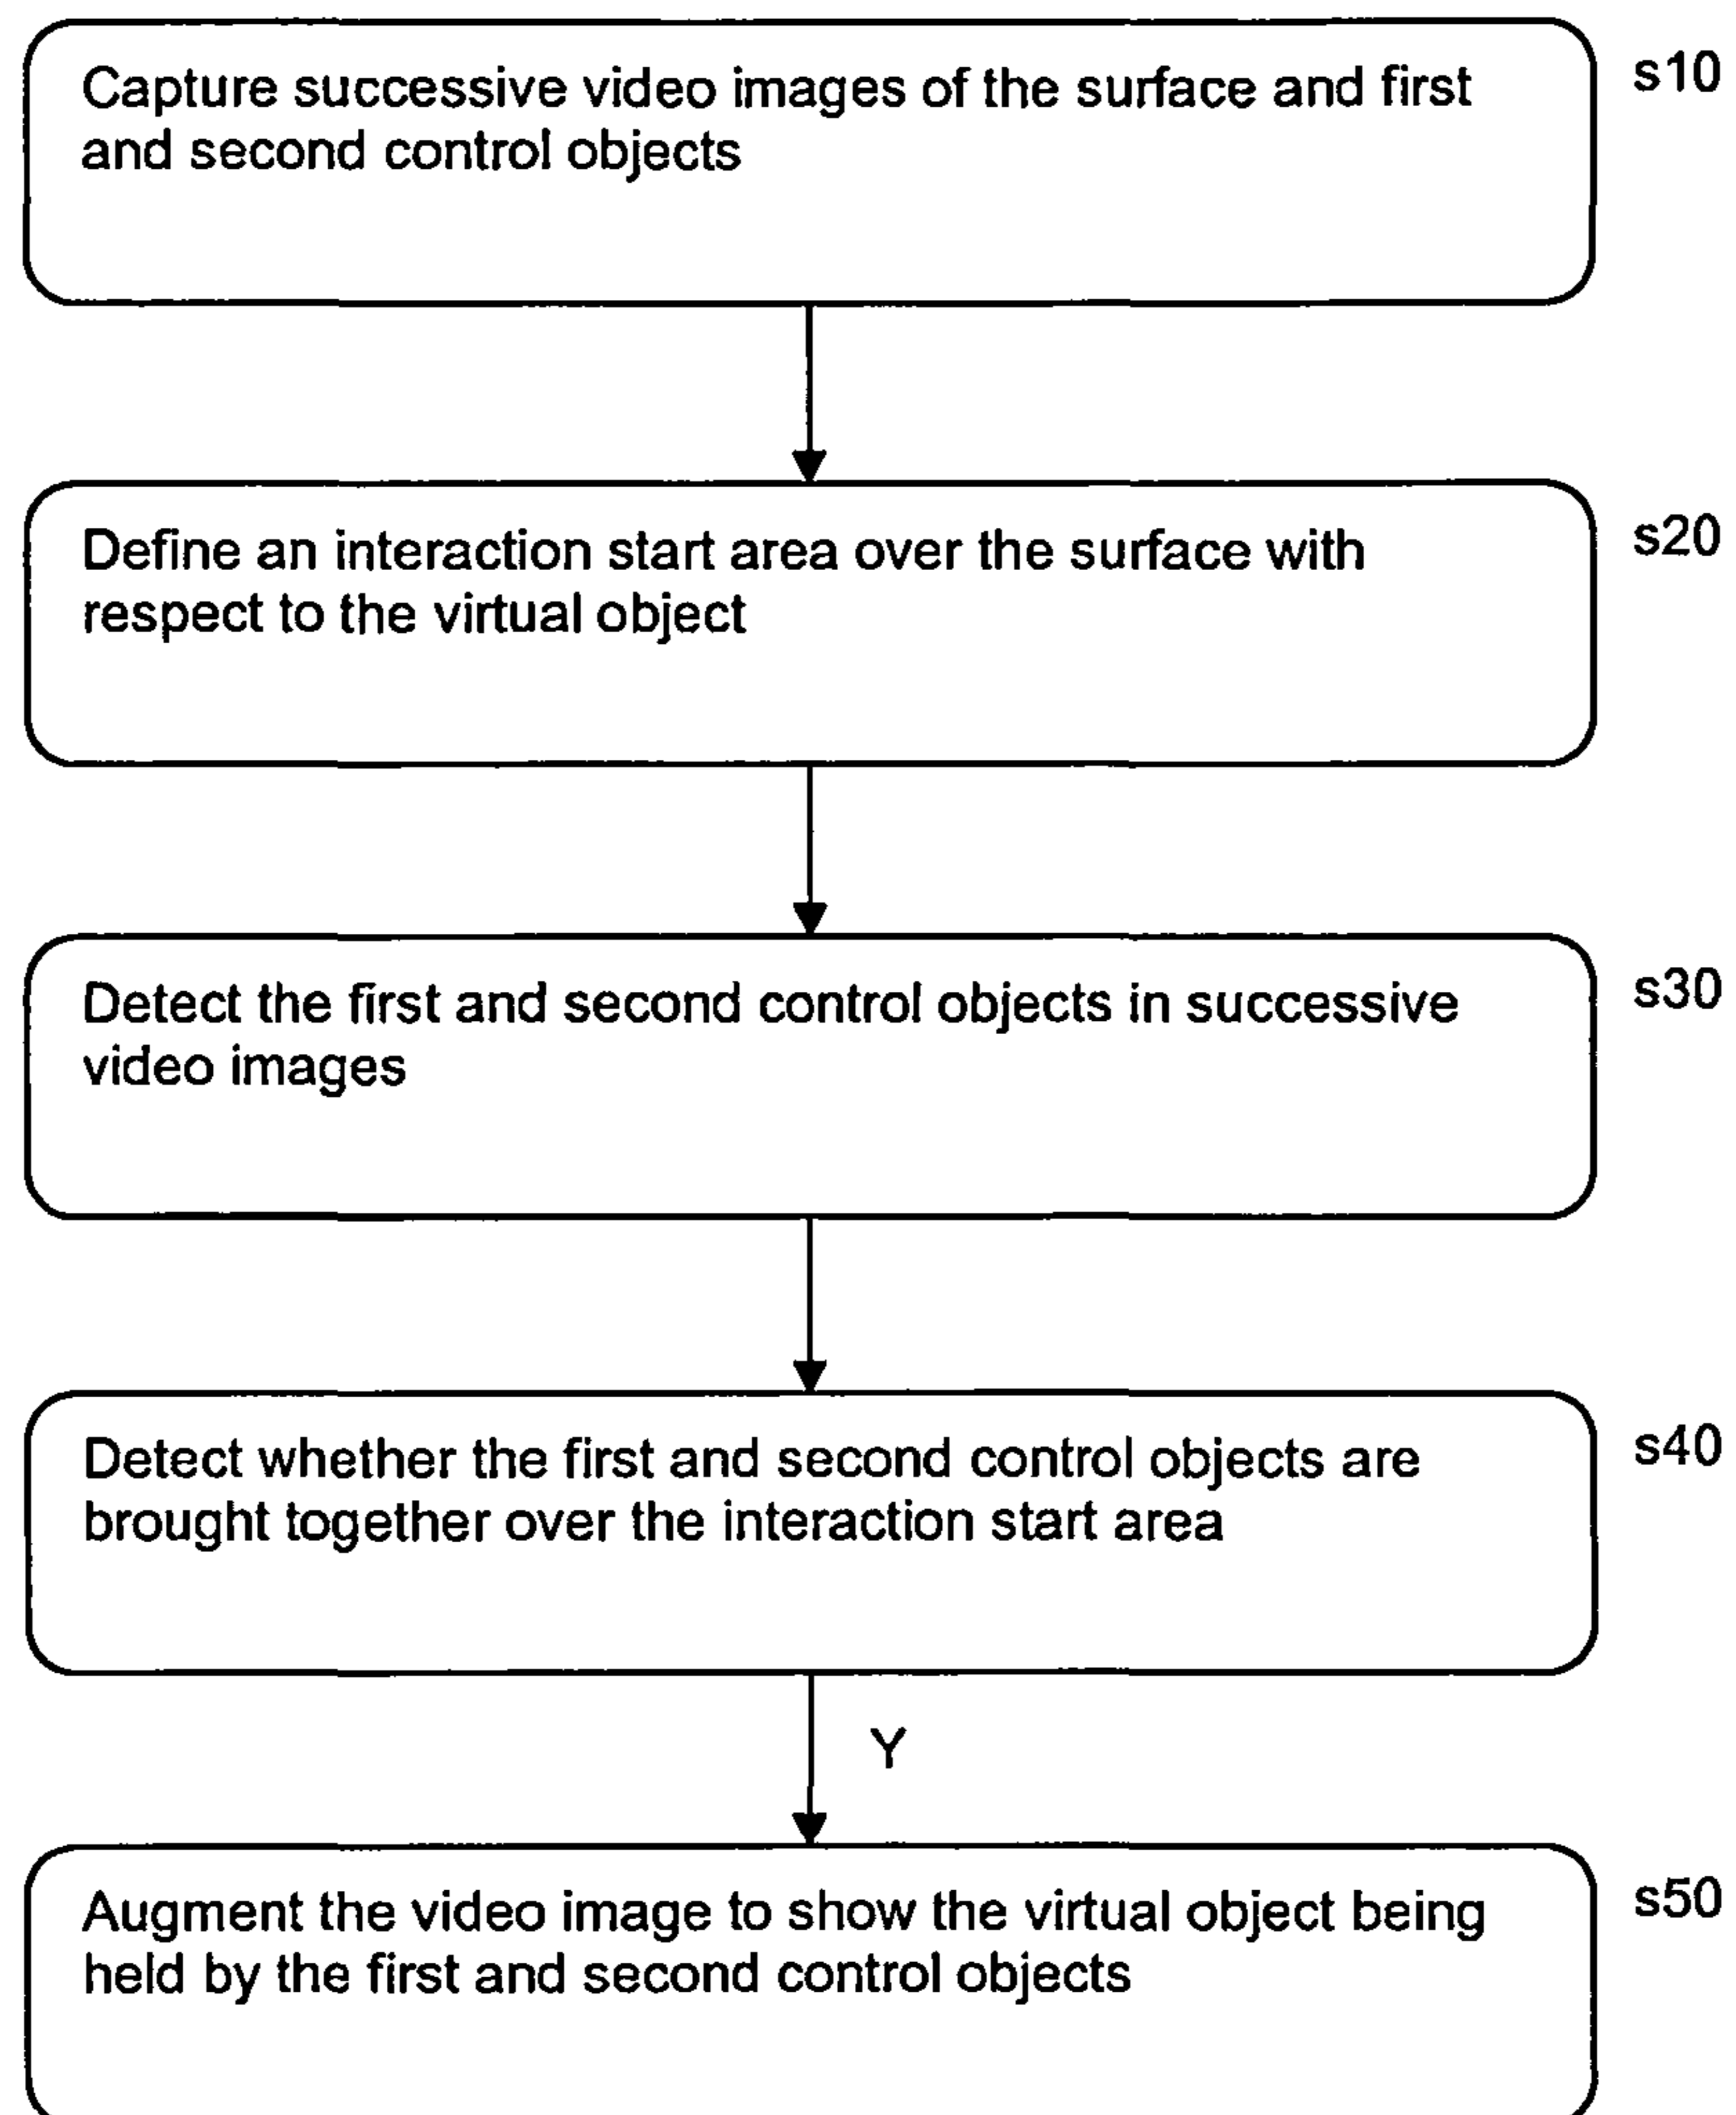 Capture successive video images of the surface and first
and second control objects
s10
Define an interaction start area over the surface with
respect to the virtual object
s20
Detect the first and second control objects in successive
video images
s30
Detect whether the first and second control objects are
brought together over the interaction start area
s40
Y
Augment the video image to show the virtual object being
held by the first and second control objects
s50